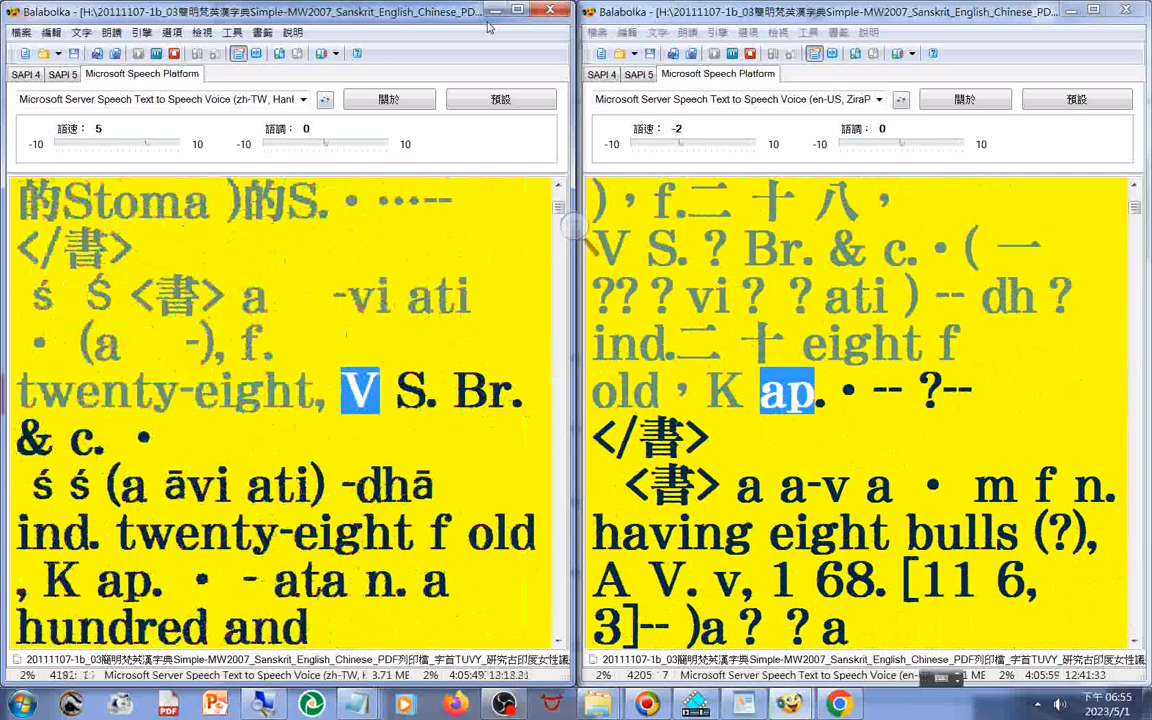 Balabolka - [H:\20111107-1b_03簡明梵英漢字典Simple-MW2007_Sanskrit_English_Chinese_PD...
檔案 編輯 文字 朗讀 引擎 選項 檢視 工具 書籤 說明
SAPI 4 SAPI 5 Microsoft Speech Platform
Microsoft Server Speech Text to Speech Voice (zh-TW, Hanl
關於 預設
語速： 5 語調： 0
-10 10 -10 10
的Stoma )的S. • …--
</書>
ś Ś <書> a -vi ati
• (a -), f.
twenty-eight, V S. Br.
& c. •
ś ś (a āvi ati) -dhā
ind. twenty-eight f old
, K ap. • - ata n. a
hundred and
20111107-1b_03簡明梵英漢字典Simple-MW2007_Sanskrit_English_Chinese_PDF列印檔_字首TUVY_研究古印度女性議
2% Microsoft Server Speech Text to Speech Voice (zh-TW, 3.71 MB 2% 4:05:49
Balabolka - [H:\20111107-1b_03簡明梵英漢字典Simple-MW2007_Sanskrit_English_Chinese_PD...
檔案 編輯 文字 朗讀 引擎 選項 檢視 工具 書籤 說明
SAPI 4 SAPI 5 Microsoft Speech Platform
Microsoft Server Speech Text to Speech Voice (en-US, ZiraP
關於 預設
語速： -2 語調： 0
-10 10 -10 10
)，f.二 十 八，
V S. ? Br. & c. • ( 一
?? ? vi ? ? ati ) -- dh ?
ind.二 十 eight f
old，K ap. • -- ?--
</書>
<書> a a-v a • m f n.
having eight bulls (?),
A V. v, 1 68. [11 6,
3]-- )a ? ? a
20111107-1b_03簡明梵英漢字典Simple-MW2007_Sanskrit_English_Chinese_PDF列印檔_字首TUVY_研究古印度女性議
2% Microsoft Server Speech Text to Speech Voice 2% 4:05:59 12:41:33
下午 06:55
2023/5/1